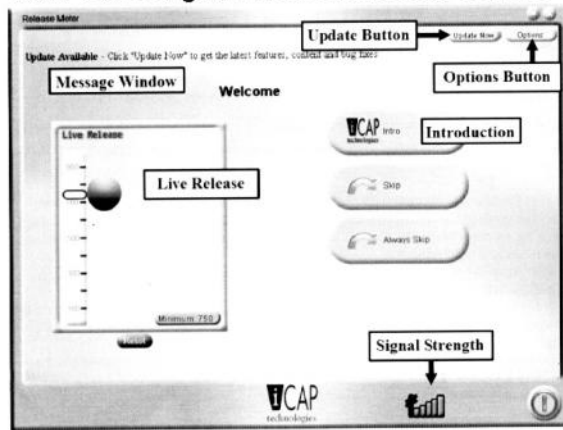 Release Meter
Update Button
Update Now
Options
Update Available - Click "Update Now" to get the latest features, content and bug fixes
Message Window
Options Button
Welcome
Live Release
iCAP technologies
Intro
Introduction
Live Release
Skip
Always Skip
Minimum: 750
Signal Strength
iCAP
technologies